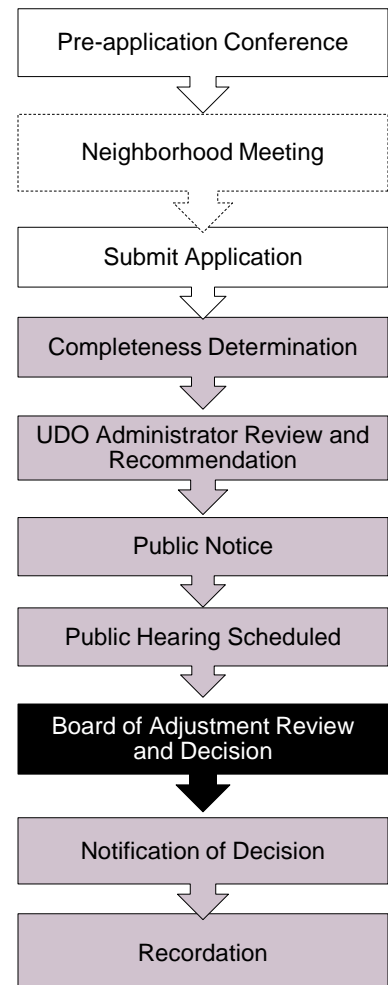 Pre-application Conference
Neighborhood Meeting
Submit Application
Completeness Determination
UDO Administrator Review and
Recommendation
Public Notice
Public Hearing Scheduled
Board of Adjustment Review
and Decision
Notification of Decision
Recordation